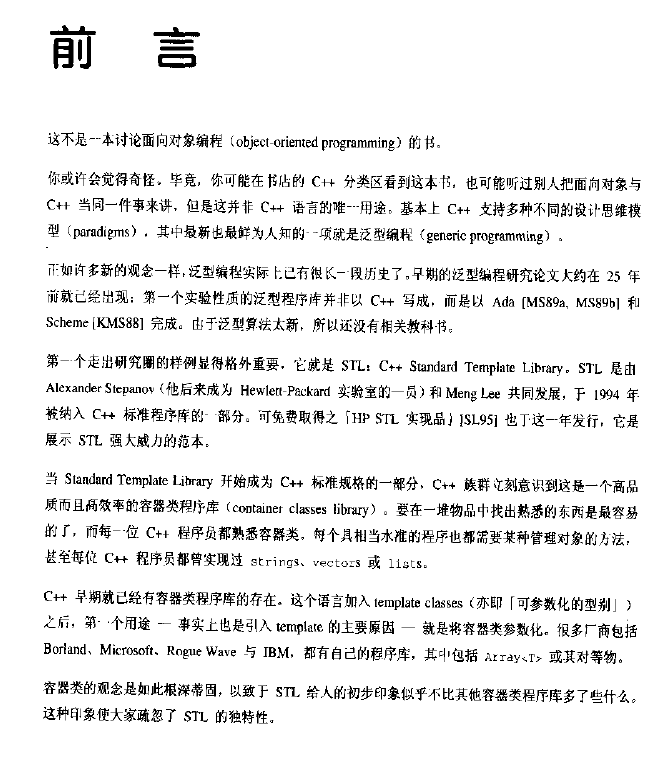 前 言
这不是一本讨论面向对象编程（object-oriented programming）的书。
你或许会觉得奇怪。毕竟，你可能在书店的 C++ 分类区看到这本书，也可能听过别人把面向对象与
C++ 当同一件事来讲，但是这并非 C++ 语言的唯一用途。基本上 C++ 支持多种不同的设计思维模
型（paradigms），其中最新也最鲜为人知的一项就是泛型编程（generic programming）。
正如许多新的观念一样，泛型编程实际上已有很长一段历史了。早期的泛型编程研究论文大约在 25 年
前就已经出现；第一个实验性质的泛型程序库并非以 C++ 写成，而是以 Ada [MS89a, MS89b] 和
Scheme [KMS88] 完成。由于泛型算法太新，所以还没有相关教科书。
第一个走出研究圈的样例显得格外重要，它就是 STL：C++ Standard Template Library。STL 是由
Alexander Stepanov（他后来成为 Hewlett-Packard 实验室的一员）和 Meng Lee 共同发展，于 1994 年
被纳入 C++ 标准程序库的一部分。可免费取得之「HP STL 实现品」[SL95] 也于这一年发行，它是
展示 STL 强大威力的范本。
当 Standard Template Library 开始成为 C++ 标准规格的一部分，C++ 族群立刻意识到这是一个高品
质而且高效率的容器类程序库（container classes library）。要在一堆物品中找出熟悉的东西是最容易
的了，而每一位 C++ 程序员都熟悉容器类。每个具相当水准的程序也都需要某种管理对象的方法，
甚至每位 C++ 程序员都曾实现过 strings、vectors 或 lists。
C++ 早期就已经有容器类程序库的存在。这个语言加入 template classes（亦即「可参数化的型别」）
之后，第一个用途 — 事实上也是引入 template 的主要原因 — 就是将容器类参数化。很多厂商包括
Borland、Microsoft、Rogue Wave 与 IBM，都有自己的程序库，其中包括 Array<T> 或其对等物。
容器类的观念是如此根深蒂固，以致于 STL 给人的初步印象似乎不比其他容器类程序库多了些什么。
这种印象使大家疏忽了 STL 的独特性。